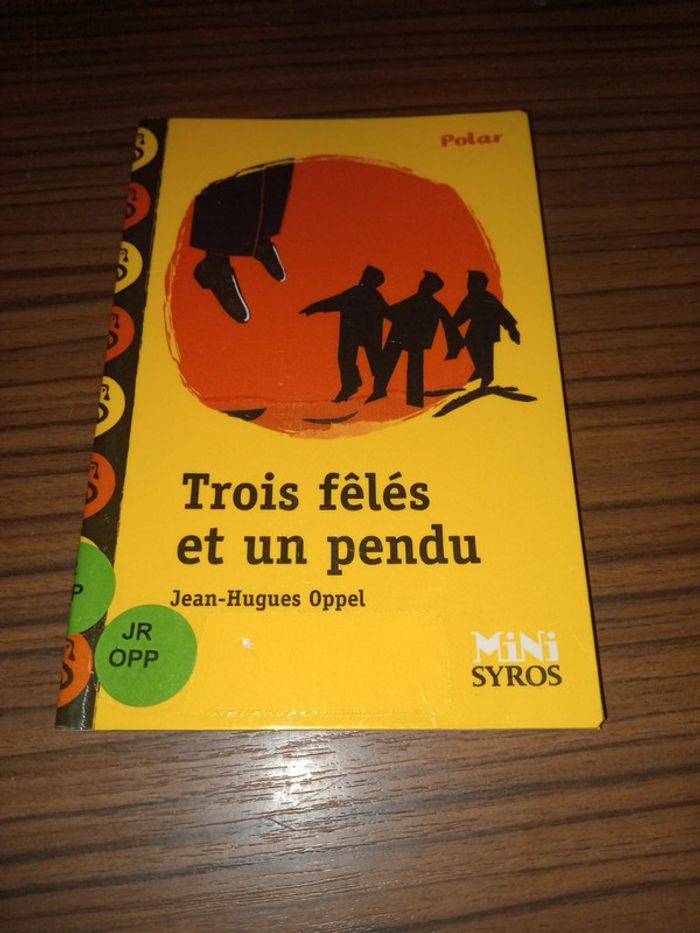 Polar
Trois fêlés
et un pendu
Jean-Hugues Oppel
JR
OPP
MiNi
SYROS
P